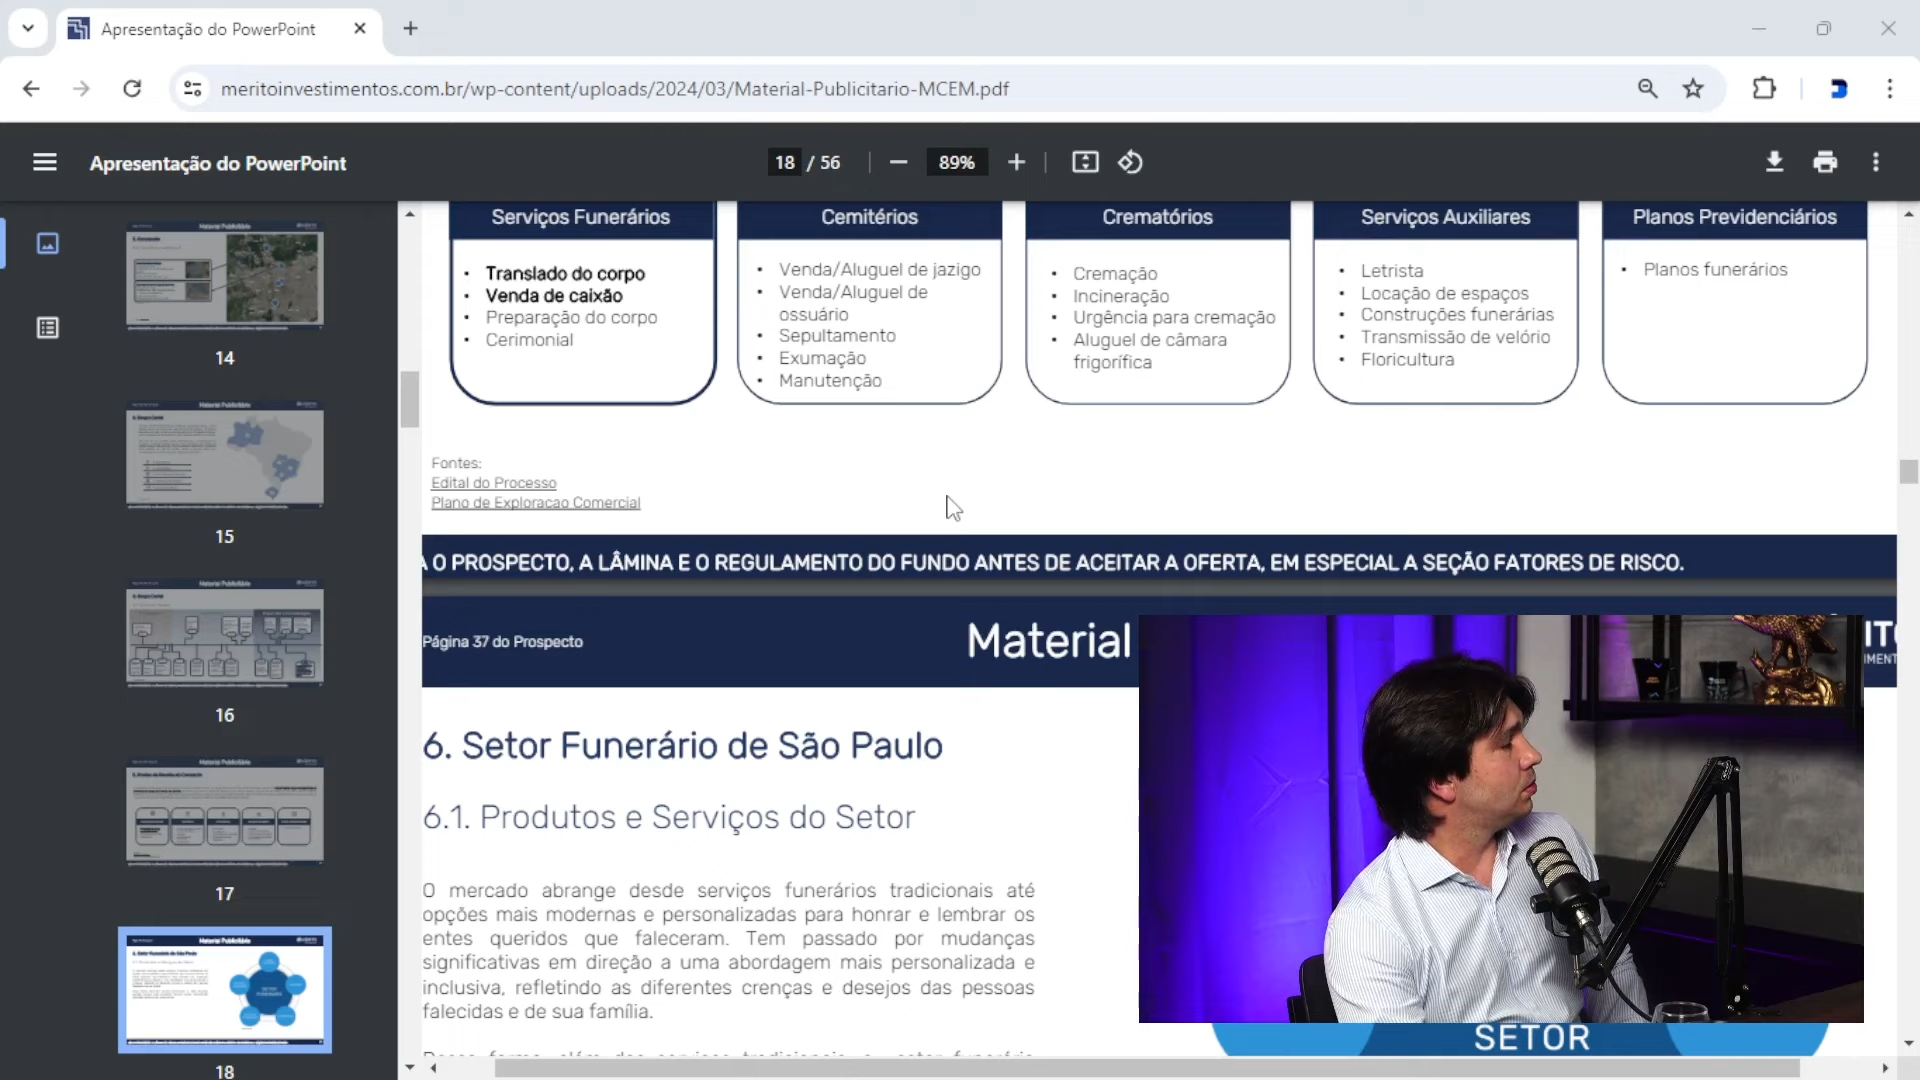 Apresentação do PowerPoint
meritoinvestimentos.com.br/wp-content/uploads/2024/03/Material-Publicitario-MCEM.pdf
Apresentação do PowerPoint
18 / 56
89%
14
15
16
17
18
Serviços Funerários
• Translado do corpo
• Venda de caixão
• Preparação do corpo
• Cerimonial
Cemitérios
• Venda/Aluguel de jazigo
• Venda/Aluguel de
ossuário
• Sepultamento
• Exumação
• Manutenção
Crematórios
• Cremação
• Incineração
• Urgência para cremação
• Aluguel de câmara
frigorífica
Serviços Auxiliares
• Letrista
• Locação de espaços
• Construções funerárias
• Transmissão de velório
• Floricultura
Planos Previdenciários
• Planos funerários
Fontes:
Edital do Processo
Plano de Exploracao Comercial
A O PROSPECTO, A LÂMINA E O REGULAMENTO DO FUNDO ANTES DE ACEITAR A OFERTA, EM ESPECIAL A SEÇÃO FATORES DE RISCO.
Página 37 do Prospecto
Material
6. Setor Funerário de São Paulo
6.1. Produtos e Serviços do Setor
O mercado abrange desde serviços funerários tradicionais até
opções mais modernas e personalizadas para honrar e lembrar os
entes queridos que faleceram. Tem passado por mudanças
significativas em direção a uma abordagem mais personalizada e
inclusiva, refletindo as diferentes crenças e desejos das pessoas
falecidas e de sua família.
SETOR